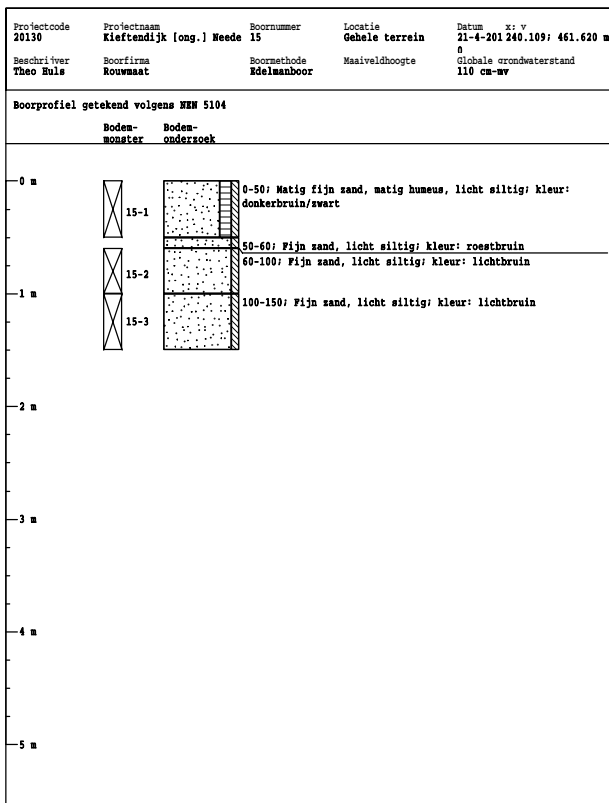 Projectcode Projectnaam Boornummer Locatie Datum x; y
20130 Kieftendijk [ong.] Neede 15 Gehele terrein 21-4-201 240.109; 461.620 m
0
Beschrijver Boorfirma Boormethode Maaiveldhoogte Globale grondwaterstand
Theo Huls Rouwmaat Edelmanboor 110 cm-mv
Boorprofiel getekend volgens NEN 5104
Bodem- Bodem-
monster onderzoek
0 m
0-50; Matig fijn zand, matig humeus, licht siltig; kleur:
donkerbruin/zwart
15-1
50-60; Fijn zand, licht siltig; kleur: roestbruin
60-100; Fijn zand, licht siltig; kleur: lichtbruin
15-2
1 m
100-150; Fijn zand, licht siltig; kleur: lichtbruin
15-3
2 m
3 m
4 m
5 m